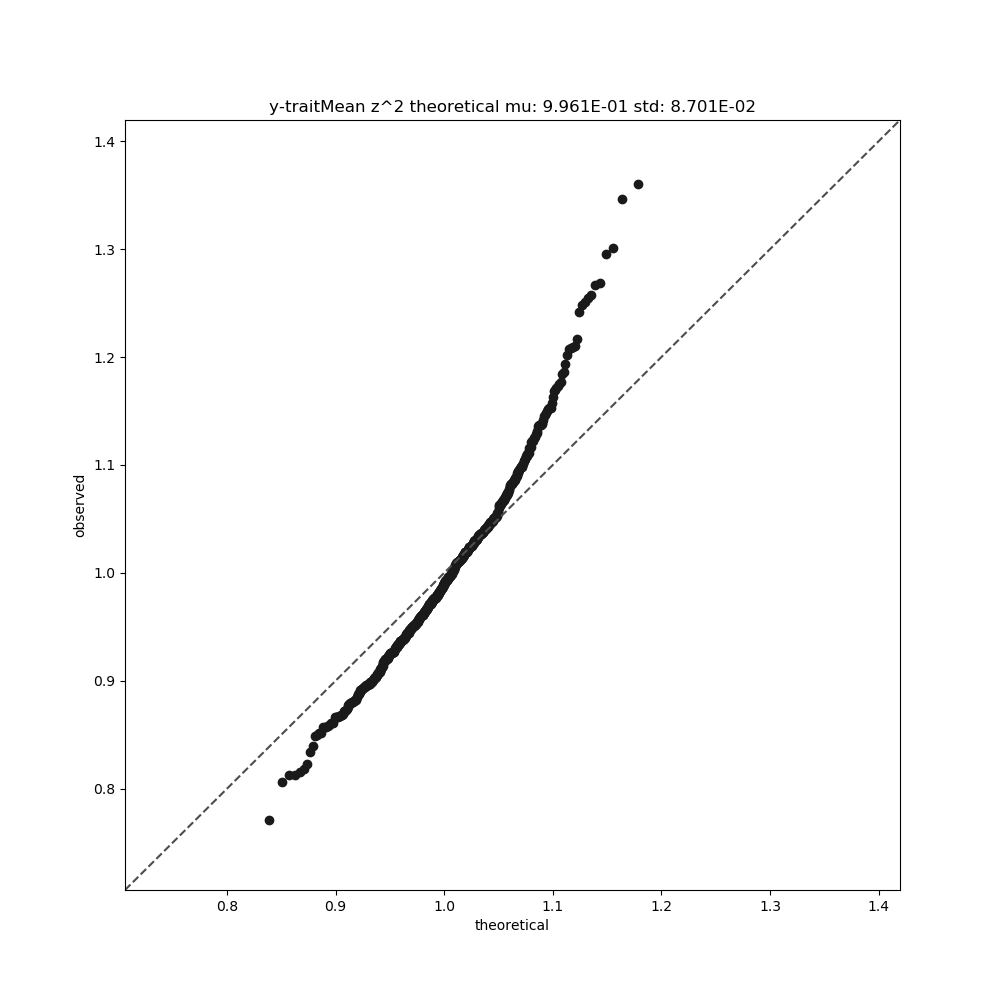 y-traitMean z^2 theoretical mu: 9.961E-01 std: 8.701E-02
1.4
1.3
1.2
1.1
1.0
0.9
0.8
observed
0.8 0.9 1.0 1.1 1.2 1.3 1.4
theoretical